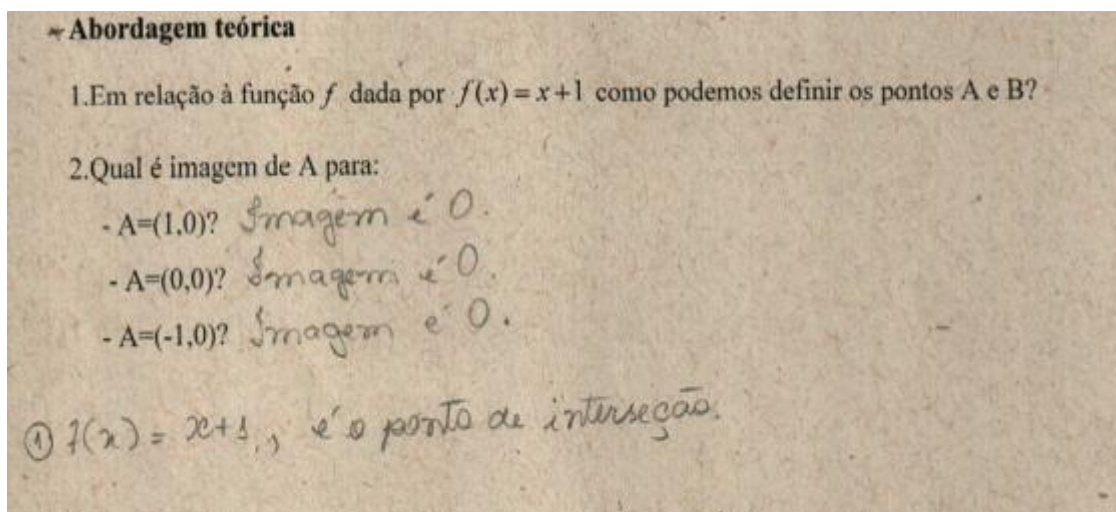 Abordagem teórica
1.Em relação à função f dada por f(x)=x+1 como podemos definir os pontos A e B?
2.Qual é imagem de A para:
- A=(1,0)? Imagem é 0.
- A=(0,0)? Imagem é 0.
- A=(-1,0)? Imagem é 0.
① f(x) = x+1, é o ponto de interseção.